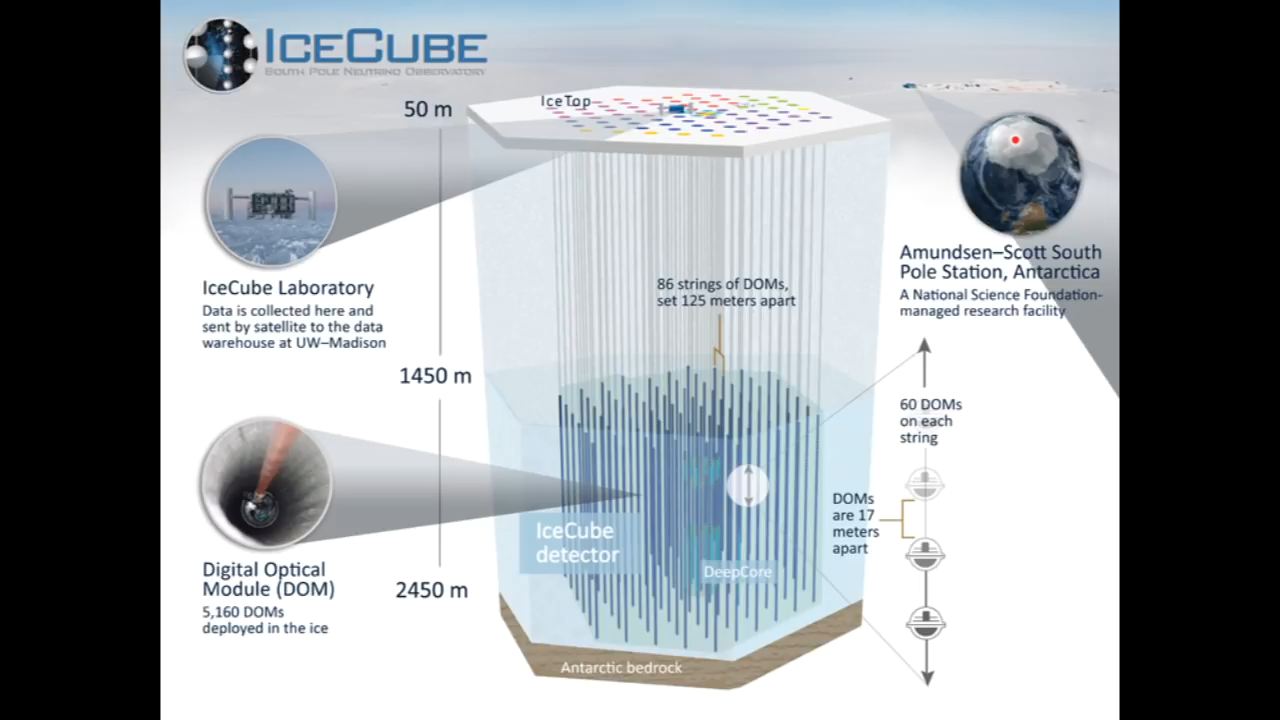 ICECUBE
SOUTH POLE NEUTRINO OBSERVATORY
50 m
IceTop
IceCube Laboratory
Data is collected here and
sent by satellite to the data
warehouse at UW–Madison
Amundsen–Scott South
Pole Station, Antarctica
A National Science Foundation-
managed research facility
86 strings of DOMs,
set 125 meters apart
1450 m
60 DOMs
on each
string
DOMs
are 17
meters
apart
IceCube
detector
DeepCore
Digital Optical
Module (DOM)
5,160 DOMs
deployed in the ice
2450 m
Antarctic bedrock